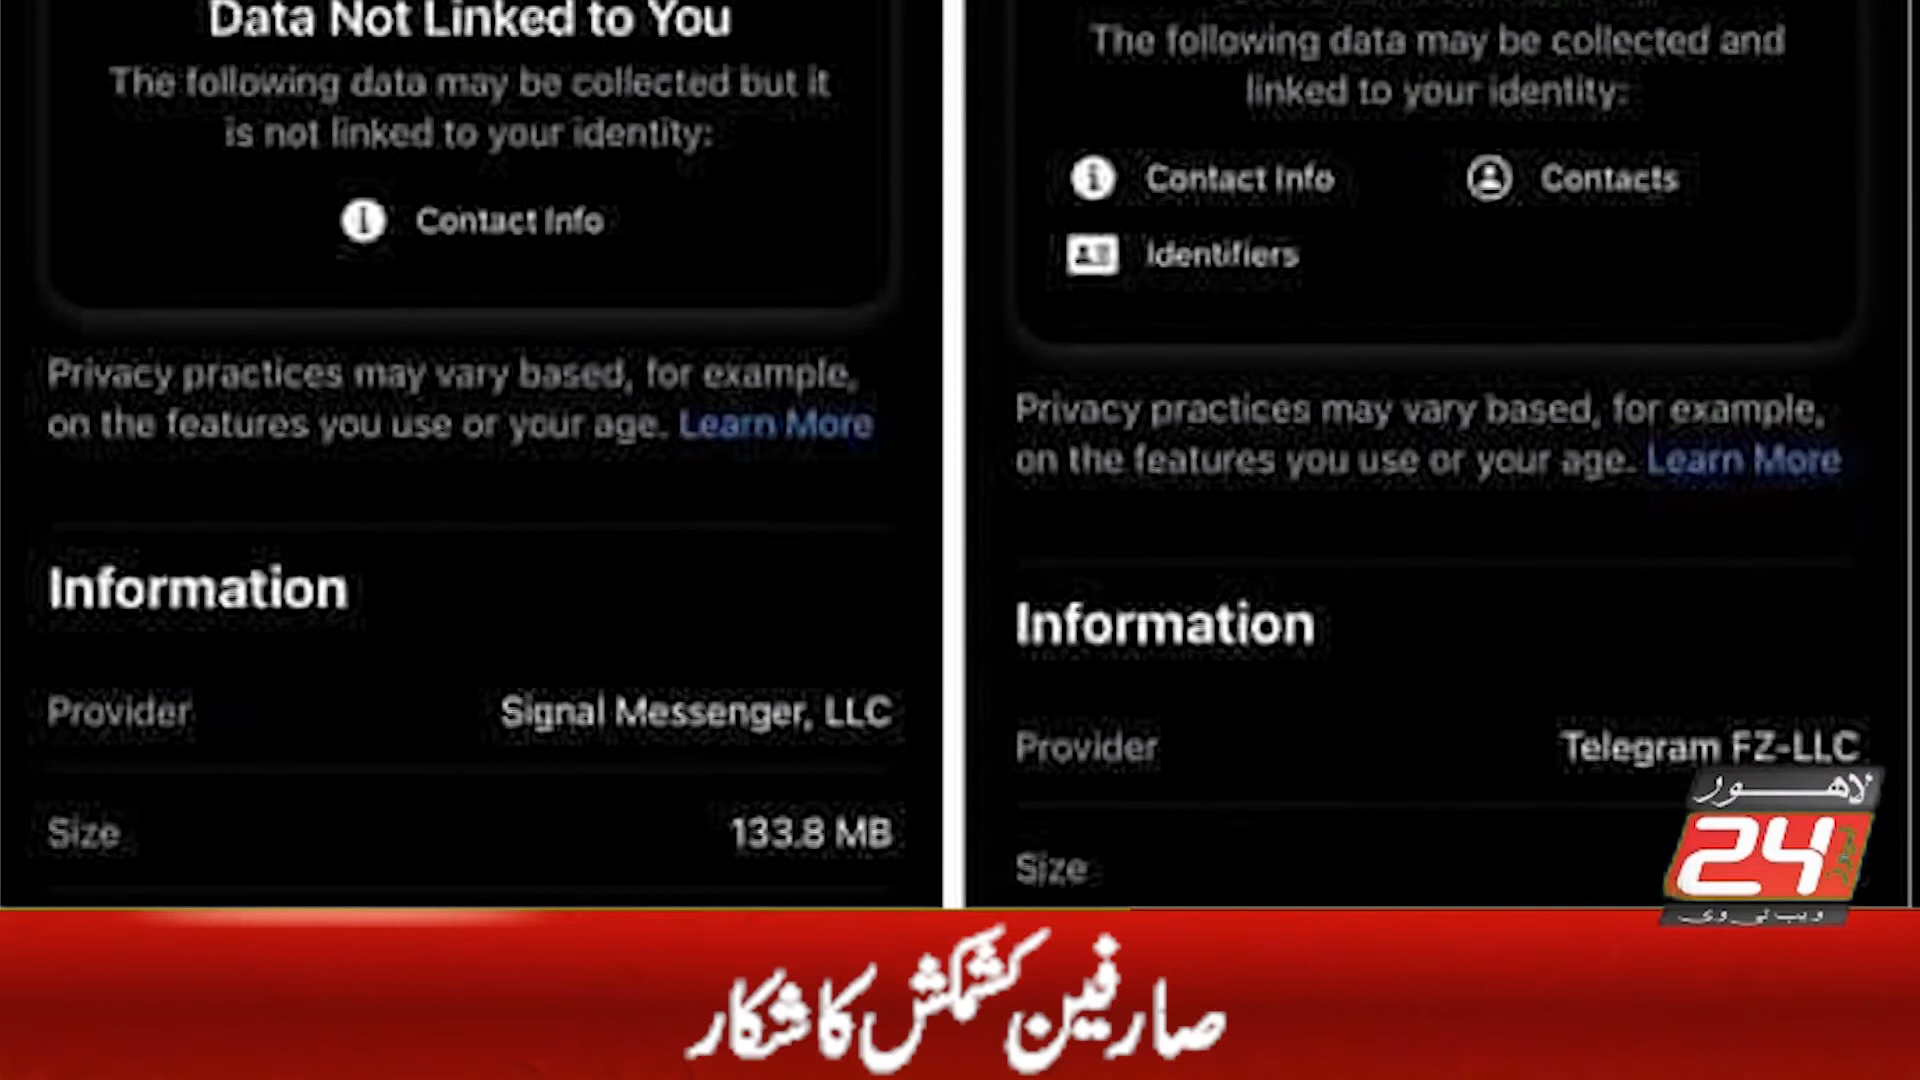 Data Not Linked to You
The following data may be collected but it
is not linked to your identity:
Contact Info
Privacy practices may vary based, for example,
on the features you use or your age. Learn More
Information
Provider Signal Messenger, LLC
Size 133.8 MB
The following data may be collected and
linked to your identity:
Contact Info Contacts
Identifiers
Privacy practices may vary based, for example,
on the features you use or your age. Learn More
Information
Provider Telegram FZ-LLC
Size
لاہور
24
ویب ٹی وی
صارفین کشمکش کا شکار